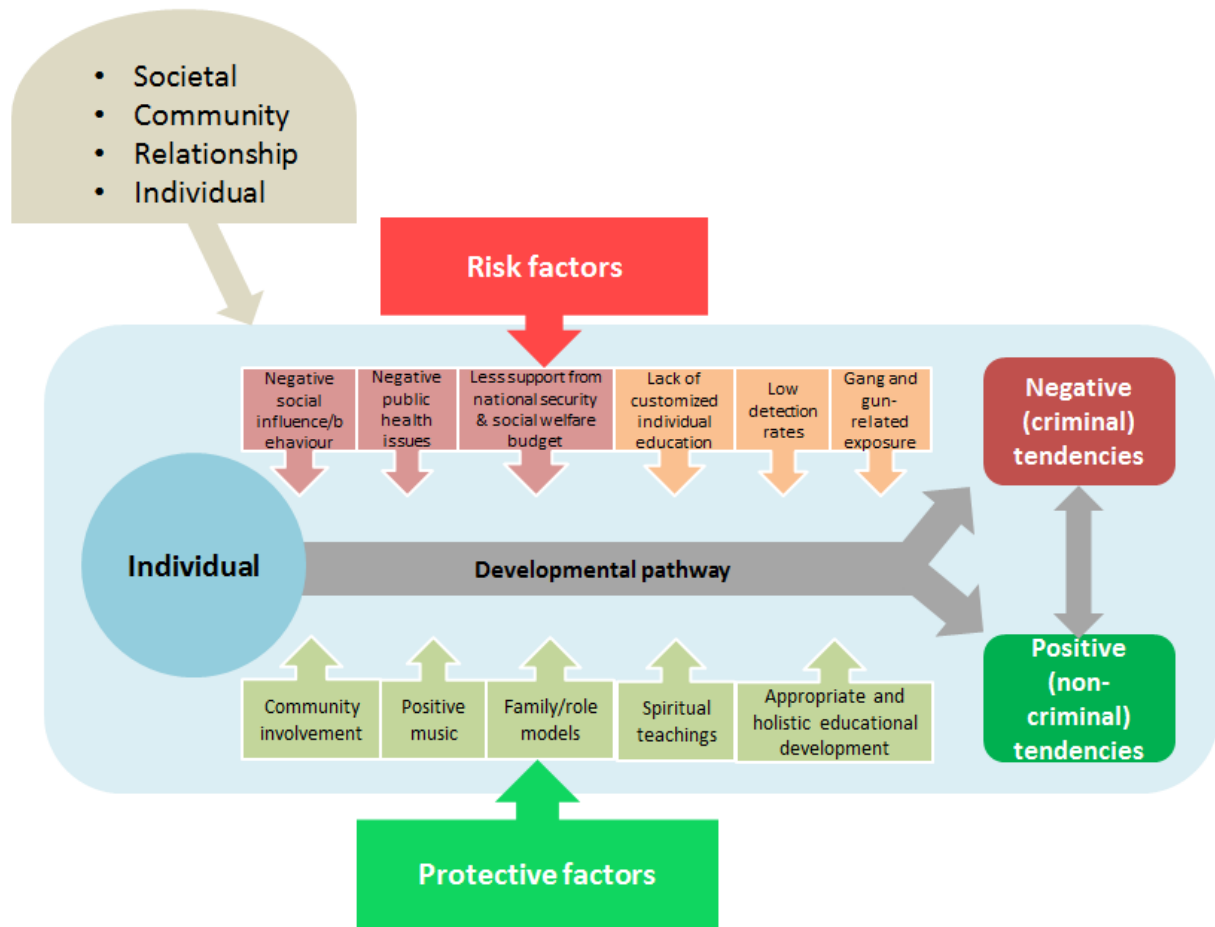 • Societal
• Community
• Relationship
• Individual
Risk factors
Negative
social
influence/b
ehaviour
Negative
public
health
issues
Less support from
national security
& social welfare
budget
Lack of
customized
individual
education
Low
detection
rates
Gang and
gun-
related
exposure
Negative
(criminal)
tendencies
Individual
Developmental pathway
Community
involvement
Positive
music
Family/role
models
Spiritual
teachings
Appropriate and
holistic educational
development
Positive
(non-
criminal)
tendencies
Protective factors